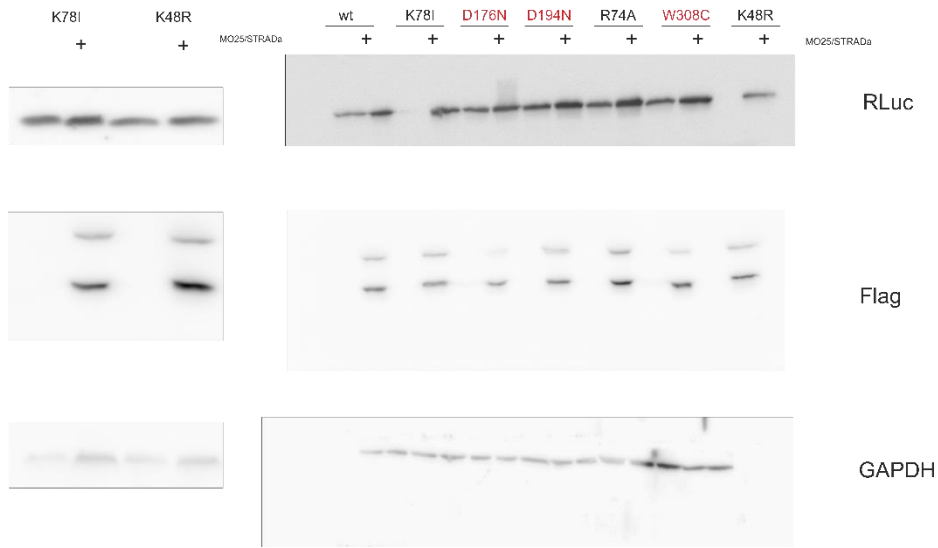 K78I K48R
+ + MO25/STRADa
wt K78I D176N D194N R74A W308C K48R
+ + + + + + + MO25/STRADa
RLuc
Flag
GAPDH